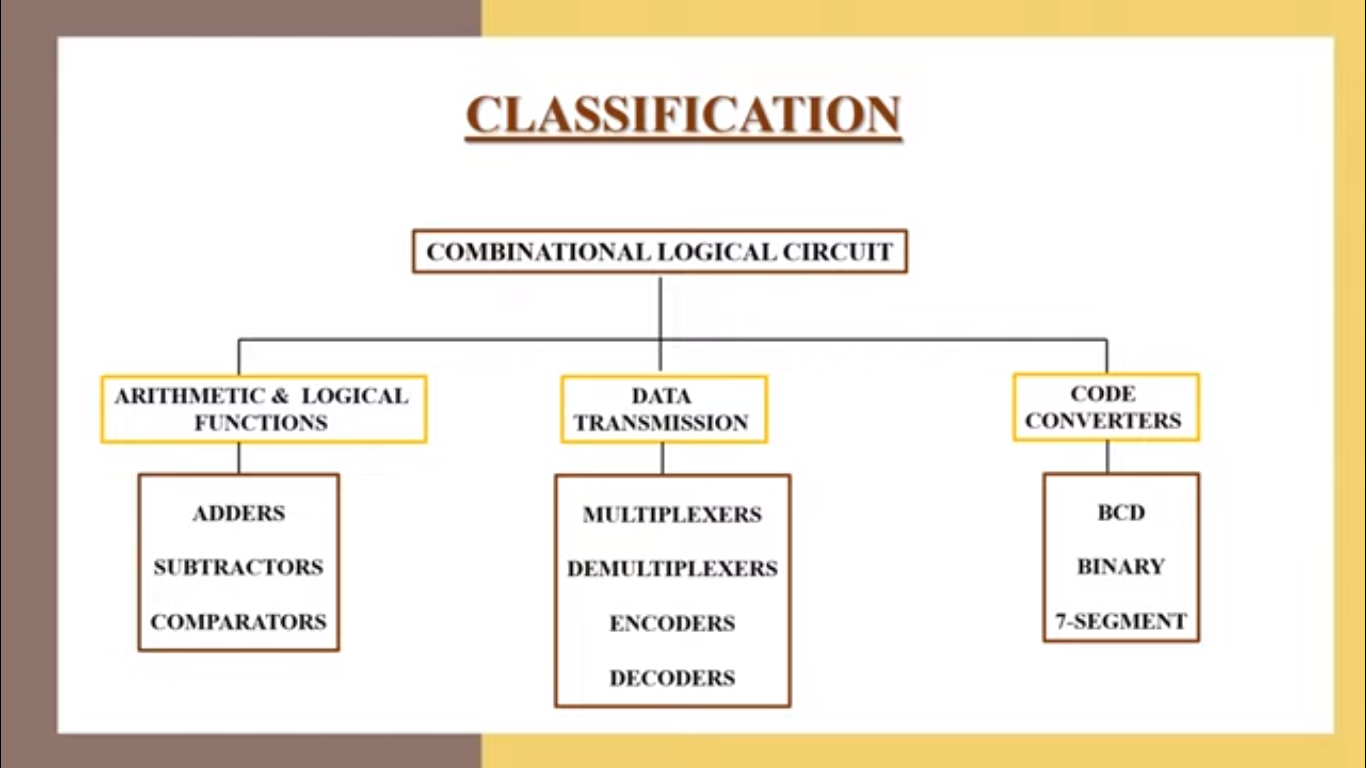 CLASSIFICATION
COMBINATIONAL LOGICAL CIRCUIT
ARITHMETIC & LOGICAL
FUNCTIONS
ADDERS
SUBTRACTORS
COMPARATORS
DATA
TRANSMISSION
MULTIPLEXERS
DEMULTIPLEXERS
ENCODERS
DECODERS
CODE
CONVERTERS
BCD
BINARY
7-SEGMENT